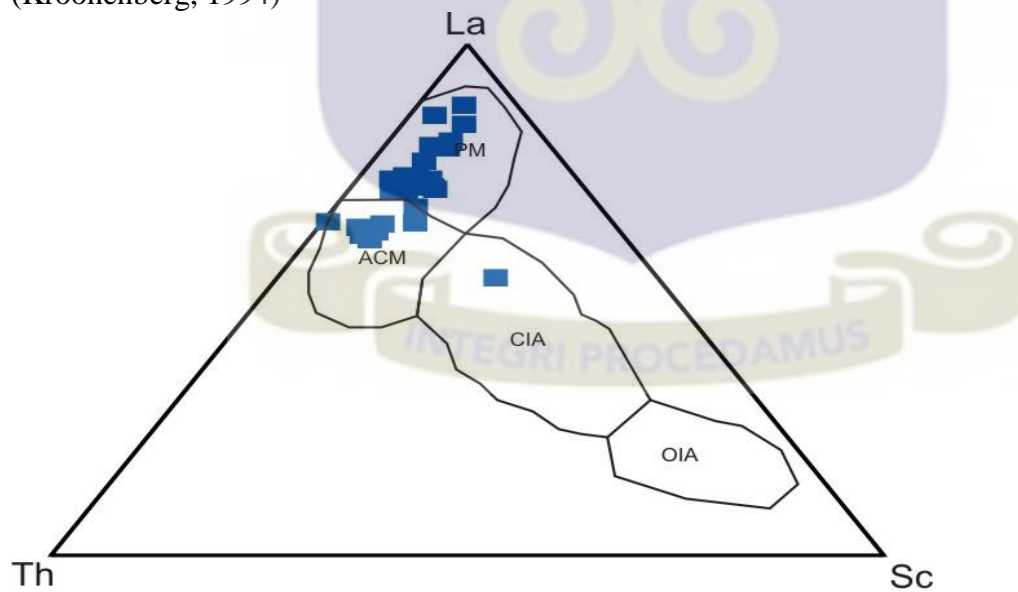 (Kroonenberg, 1994)
La
PM
ACM
CIA
INTEGRI PROCEDAMUS
OIA
Th
Sc